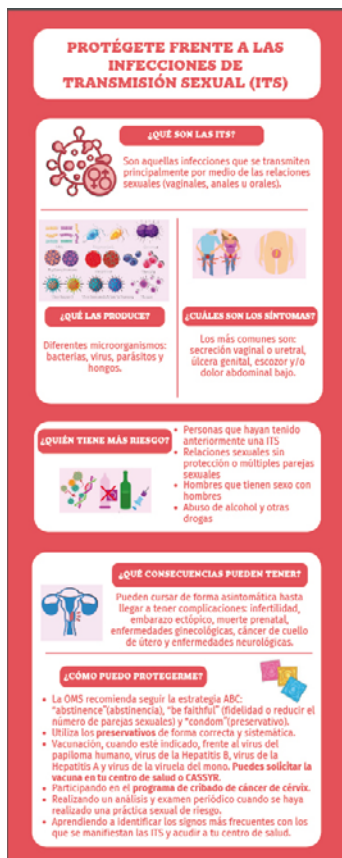 PROTÉGETE FRENTE A LAS
INFECCIONES DE
TRANSMISIÓN SEXUAL (ITS)
¿QUÉ SON LAS ITS?
Son aquellas infecciones que se transmiten
principalmente por medio de las relaciones
sexuales (vaginales, anales u orales).
¿QUÉ LAS PRODUCE?
Diferentes microorganismos:
bacterias, virus, parásitos y
hongos.
¿CUÁLES SON LOS SÍNTOMAS?
Los más comunes son:
secreción vaginal o uretral,
úlcera genital, escozor y/o
dolor abdominal bajo.
¿QUIÉN TIENE MÁS RIESGO?
• Personas que hayan tenido
anteriormente una ITS
• Relaciones sexuales sin
protección o múltiples parejas
sexuales
• Hombres que tienen sexo con
hombres
• Abuso de alcohol y otras
drogas
¿QUÉ CONSECUENCIAS PUEDEN TENER?
Pueden cursar de forma asintomática hasta
llegar a tener complicaciones: infertilidad,
embarazo ectópico, muerte prenatal,
enfermedades ginecológicas, cáncer de cuello
de útero y enfermedades neurológicas.
¿CÓMO PUEDO PROTEGERME?
• La OMS recomienda seguir la estrategia ABC:
"abstinence"(abstinencia), "be faithful" (fidelidad o reducir el
número de parejas sexuales) y "condom"(preservativo).
• Utiliza los preservativos de forma correcta y sistemática.
• Vacunación, cuando esté indicado, frente al virus del
papiloma humano, virus de la Hepatitis B, virus de la
Hepatitis A y virus de la viruela del mono. Puedes solicitar la
vacuna en tu centro de salud o CASSYR.
• Participando en el programa de cribado de cáncer de cérvix.
• Realizando un análisis y examen periódico cuando se haya
realizado una práctica sexual de riesgo.
• Aprendiendo a identificar los signos más frecuentes con los
que se manifiestan las ITS y acudir a tu centro de salud.